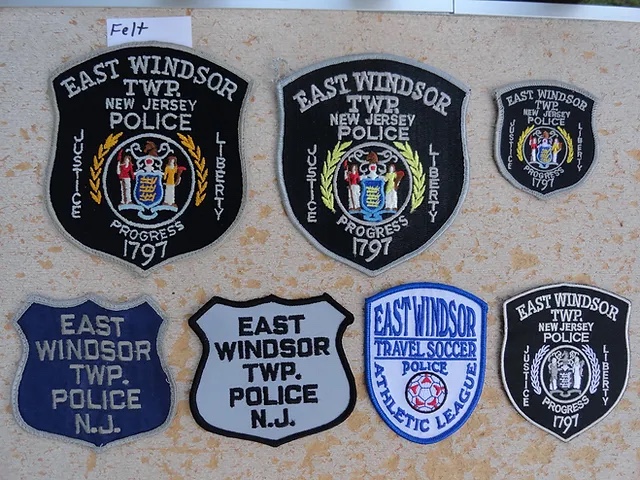 Felt
EAST WINDSOR
TWP.
NEW JERSEY
POLICE
JUSTICE
LIBERTY
PROGRESS
1797
EAST WINDSOR
TWP.
NEW JERSEY
POLICE
JUSTICE
LIBERTY
PROGRESS
1797
EAST WINDSOR
TWP.
NEW JERSEY
POLICE
JUSTICE
LIBERTY
PROGRESS
1797
EAST
WINDSOR
TWP.
POLICE
N.J.
EAST
WINDSOR
TWP.
POLICE
N.J.
EAST WINDSOR
TRAVEL SOCCER
POLICE
ATHLETIC LEAGUE
EAST WINDSOR
TWP.
NEW JERSEY
POLICE
JUSTICE
LIBERTY
PROGRESS
1797